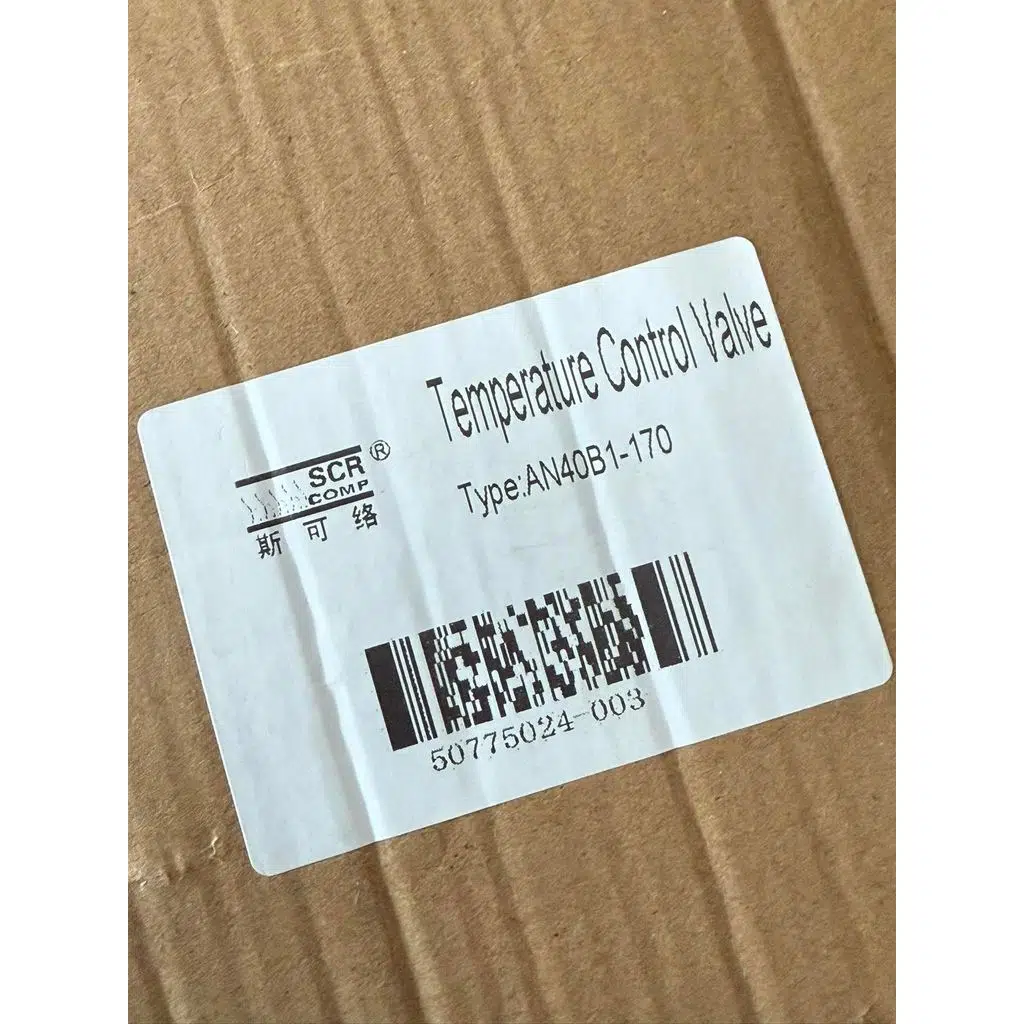 Temperature Control Valve
Type:AN40B1-170
SCR®
COMP
斯可络
50775024-003